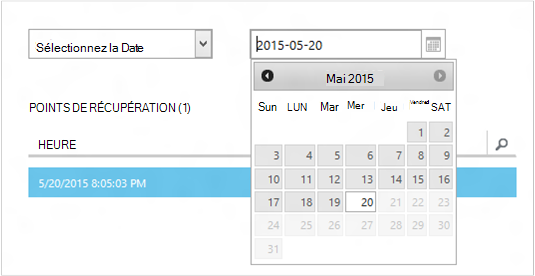 Sélectionnez la Date
2015-05-20
Mai 2015
Sun LUN Mar Mer Jeu Vendredi SAT
POINTS DE RÉCUPÉRATION (1)
1 2
HEURE
3 4 5 6 7 8 9
10 11 12 13 14 15 16
5/20/2015 8:05:03 PM
17 18 19 20 21 22 23
24 25 26 27 28 29 30
31